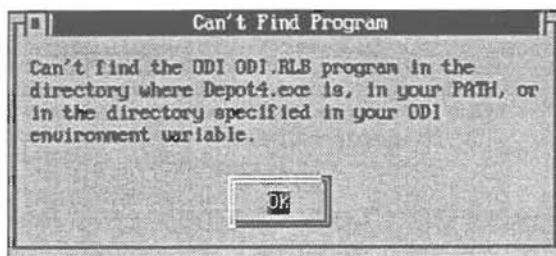 Can't Find Program
Can't find the ODI ODI.RLB program in the
directory where Depot4.exe is, in your PATH, or
in the directory specified in your ODI
environment variable.
OK